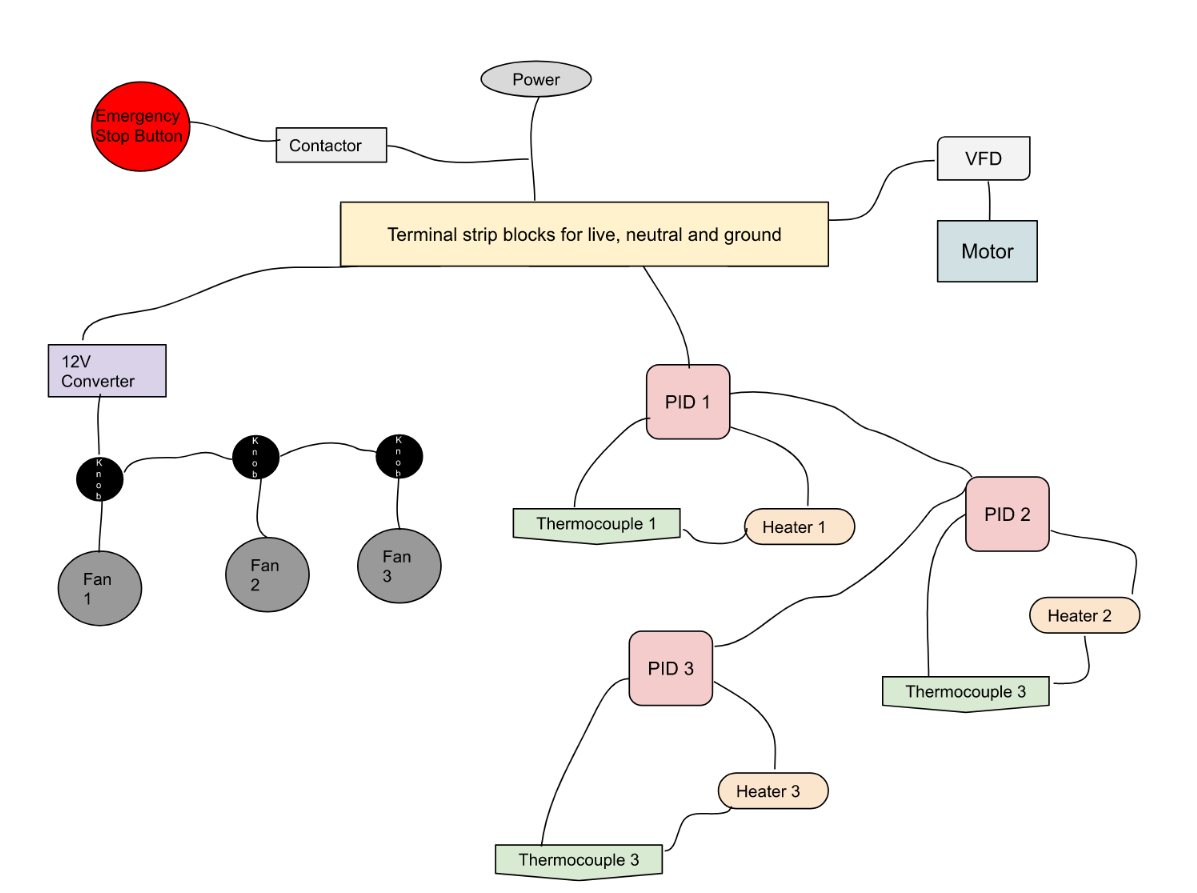 Power
Emergency
Stop Button
Contactor
VFD
Terminal strip blocks for live, neutral and ground
Motor
12V
Converter
PID 1
Knob
Knob
Knob
Thermocouple 1
Heater 1
PID 2
Fan
1
Fan
2
Fan
3
Heater 2
PID 3
Thermocouple 3
Heater 3
Thermocouple 3